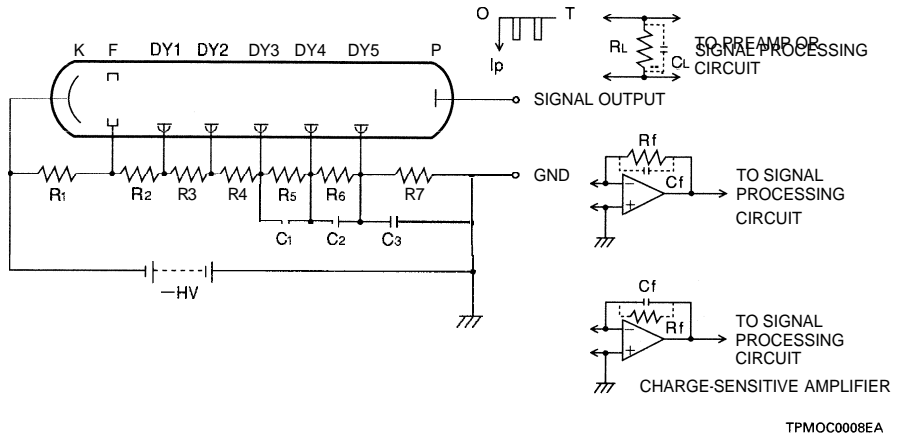 O T
Ip
RL
CL
TO PREAMP OR
SIGNAL PROCESSING
CIRCUIT
K F DY1 DY2 DY3 DY4 DY5 P
SIGNAL OUTPUT
R1 R2 R3 R4 R5 R6 R7
GND
C1 C2 C3
−HV
Rf
Cf
− +
TO SIGNAL
PROCESSING
CIRCUIT
Cf
Rf
− +
TO SIGNAL
PROCESSING
CIRCUIT
CHARGE-SENSITIVE AMPLIFIER
TPMOC0008EA